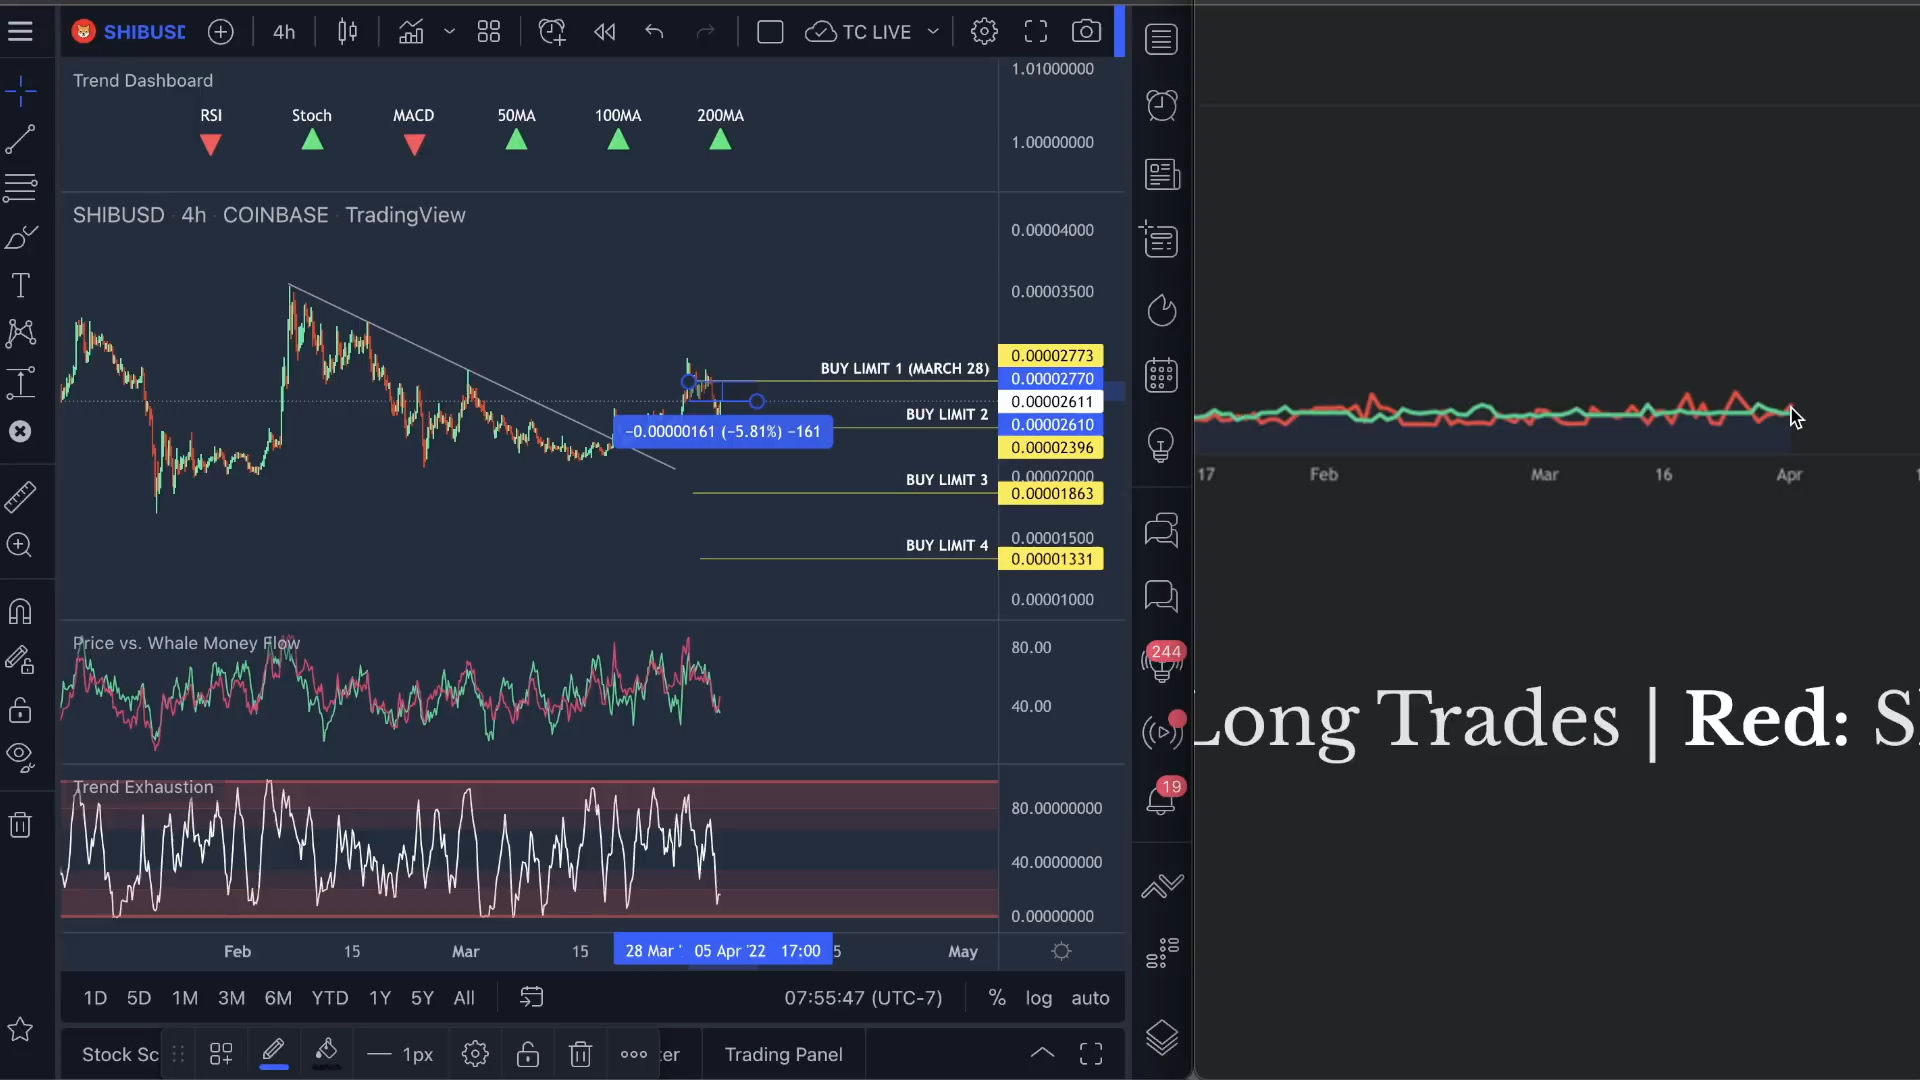 SHIBUSD
4h
TC LIVE
Trend Dashboard
RSI Stoch MACD 50MA 100MA 200MA
1.01000000
1.00000000
SHIBUSD · 4h · COINBASE · TradingView
0.00004000
0.00003500
BUY LIMIT 1 (MARCH 28)
0.00002773
0.00002770
0.00002611
BUY LIMIT 2
0.00002610
−0.00000161 (−5.81%) −161
0.00002396
0.00002000
BUY LIMIT 3
0.00001863
0.00001500
BUY LIMIT 4
0.00001331
0.00001000
Price vs. Whale Money Flow
80.00
40.00
Trend Exhaustion
80.00000000
40.00000000
0.00000000
Feb 15 Mar 15 28 Mar ' 05 Apr '22 17:00 5 May
1D 5D 1M 3M 6M YTD 1Y 5Y All
07:55:47 (UTC-7)
% log auto
Stock Sc
1px
ter
Trading Panel
244
19
17 Feb Mar 16 Apr
Long Trades | Red: